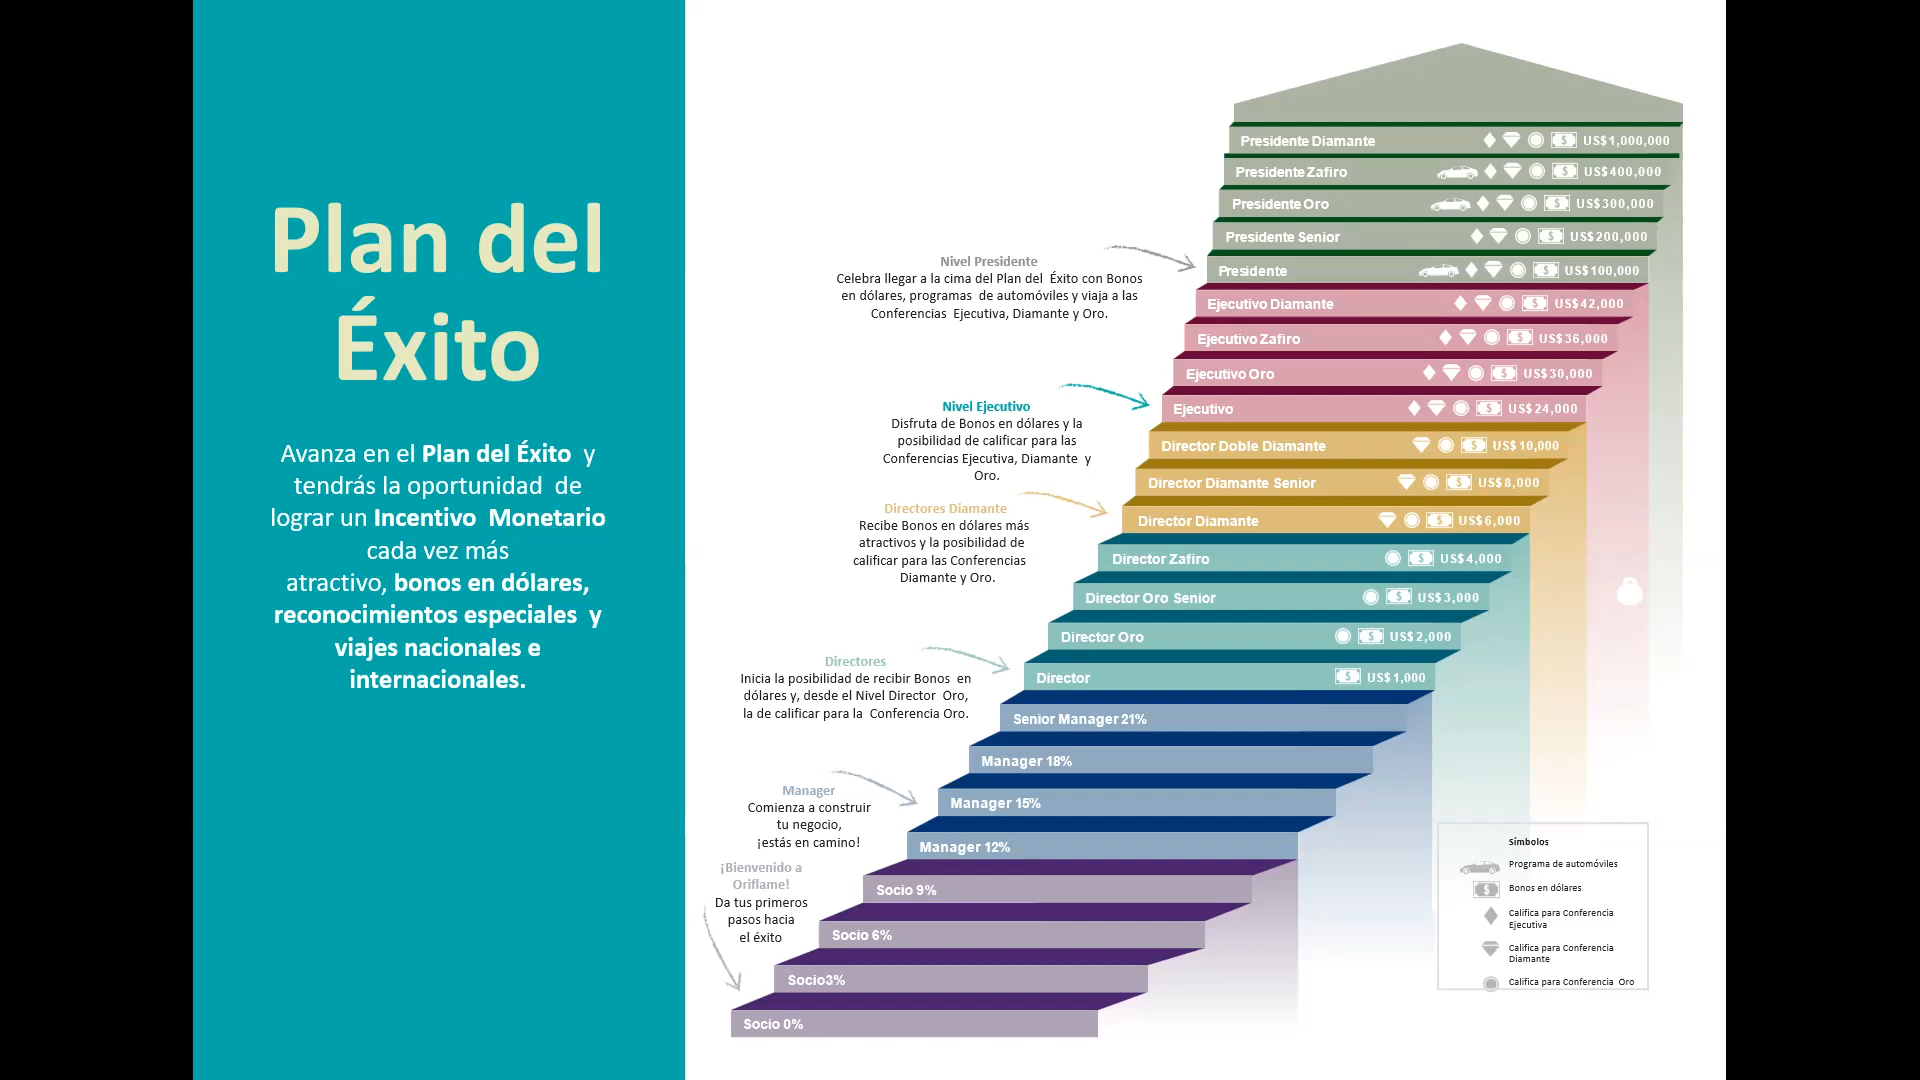 Plan del
Éxito
Avanza en el Plan del Éxito y
tendrás la oportunidad de
lograr un Incentivo Monetario
cada vez más
atractivo, bonos en dólares,
reconocimientos especiales y
viajes nacionales e
internacionales.
Presidente Diamante US$1,000,000
Presidente Zafiro US$400,000
Presidente Oro US$300,000
Presidente Senior US$200,000
Presidente US$100,000
Ejecutivo Diamante US$42,000
Ejecutivo Zafiro US$36,000
Ejecutivo Oro US$30,000
Ejecutivo US$24,000
Director Doble Diamante US$10,000
Director Diamante Senior US$8,000
Director Diamante US$6,000
Director Zafiro US$4,000
Director Oro Senior US$3,000
Director Oro US$2,000
Director US$1,000
Senior Manager 21%
Manager 18%
Manager 15%
Manager 12%
Socio 9%
Socio 6%
Socio3%
Socio 0%
Nivel Presidente
Celebra llegar a la cima del Plan del Éxito con Bonos
en dólares, programas de automóviles y viaja a las
Conferencias Ejecutiva, Diamante y Oro.
Nivel Ejecutivo
Disfruta de Bonos en dólares y la
posibilidad de calificar para las
Conferencias Ejecutiva, Diamante y
Oro.
Directores Diamante
Recibe Bonos en dólares más
atractivos y la posibilidad de
calificar para las Conferencias
Diamante y Oro.
Directores
Inicia la posibilidad de recibir Bonos en
dólares y, desde el Nivel Director Oro,
la de calificar para la Conferencia Oro.
Manager
Comienza a construir
tu negocio,
¡estás en camino!
¡Bienvenido a
Oriflame!
Da tus primeros
pasos hacia
el éxito
Símbolos
Programa de automóviles
Bonos en dólares
Califica para Conferencia
Ejecutiva
Califica para Conferencia
Diamante
Califica para Conferencia Oro